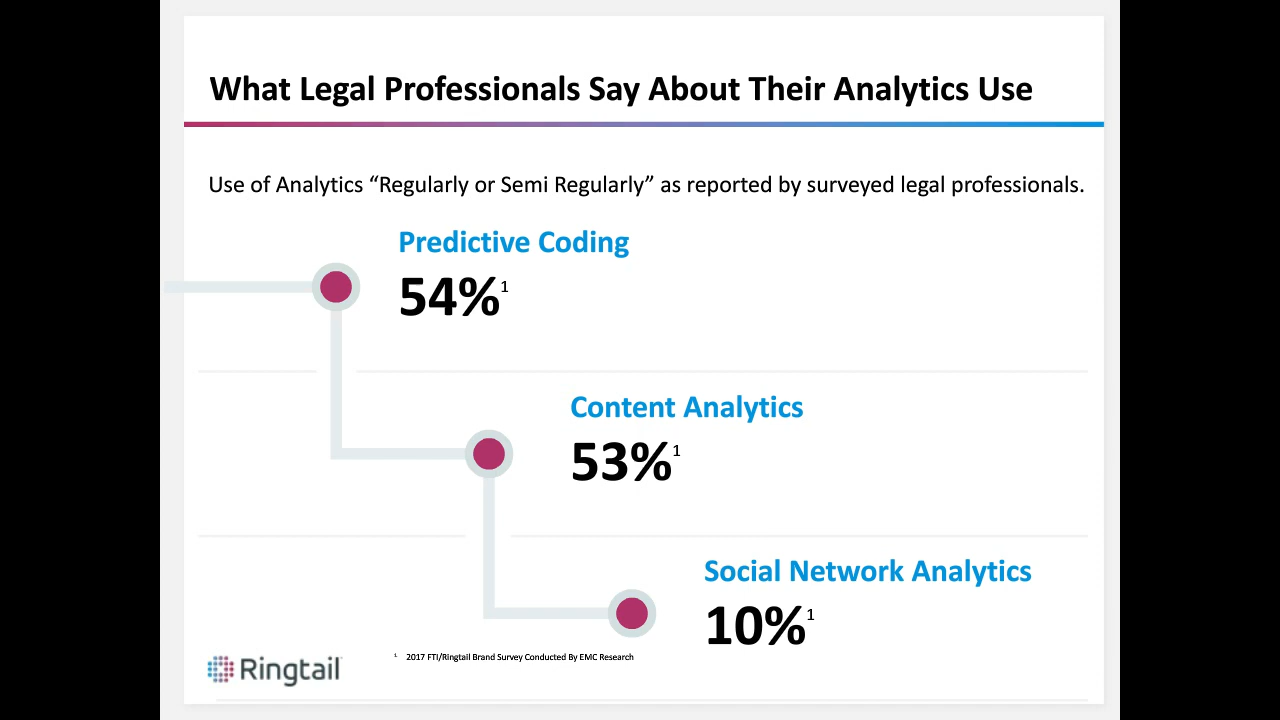 What Legal Professionals Say About Their Analytics Use
Use of Analytics “Regularly or Semi Regularly” as reported by surveyed legal professionals.
Predictive Coding
54%¹
Content Analytics
53%¹
Social Network Analytics
10%¹
¹ 2017 FTI/Ringtail Brand Survey Conducted By EMC Research
Ringtail